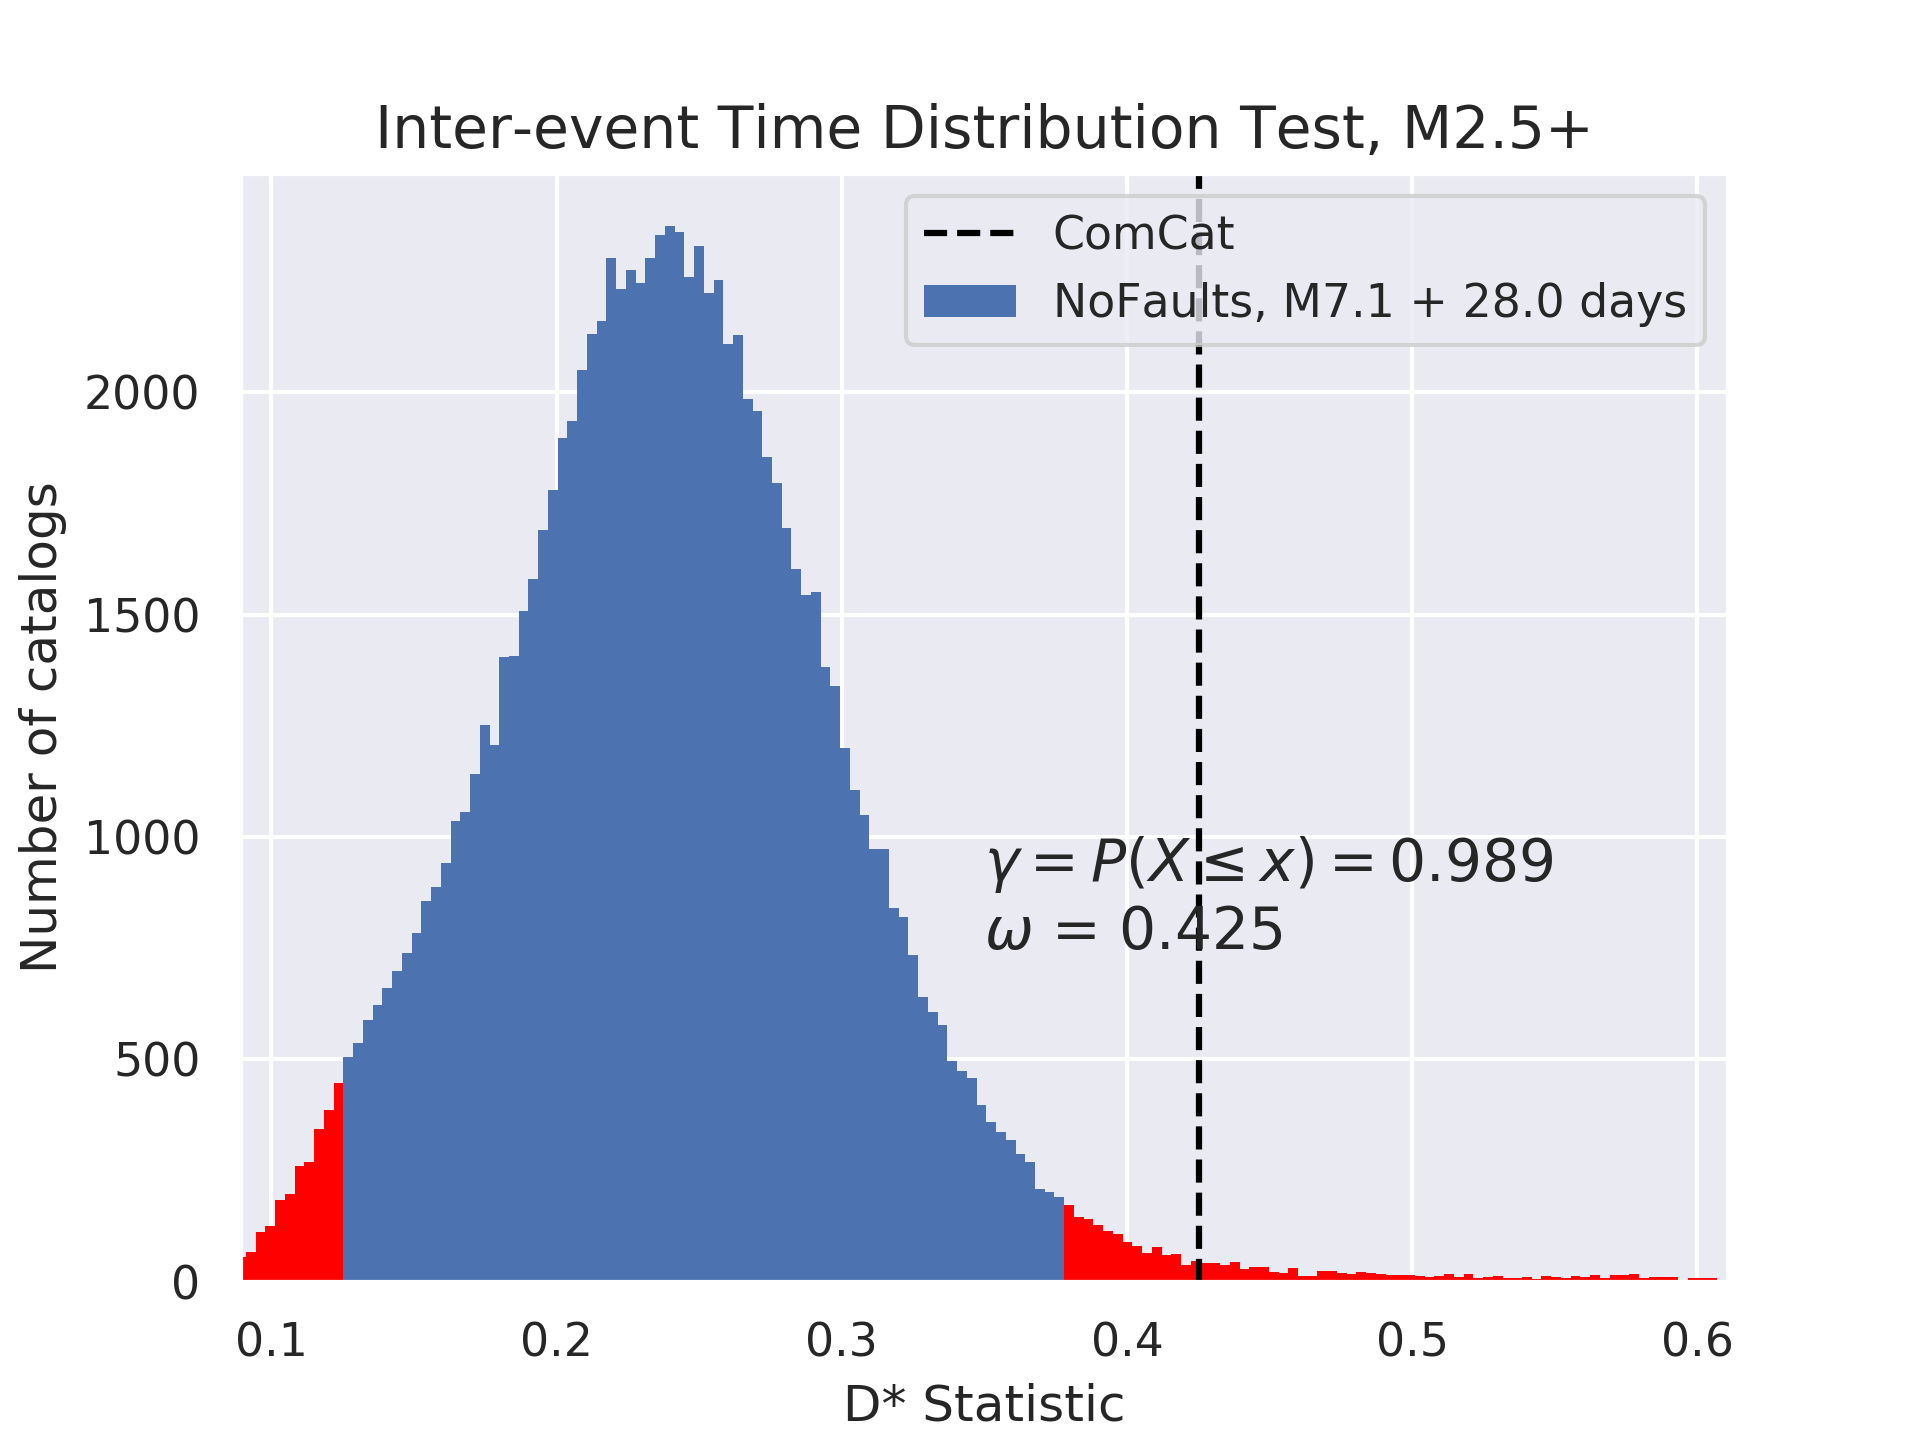 Inter-event Time Distribution Test, M2.5+
ComCat
NoFaults, M7.1 + 28.0 days
Number of catalogs
2000
1500
1000
500
0
γ = P(X ≤ x) = 0.989
ω = 0.425
0.1 0.2 0.3 0.4 0.5 0.6
D* Statistic